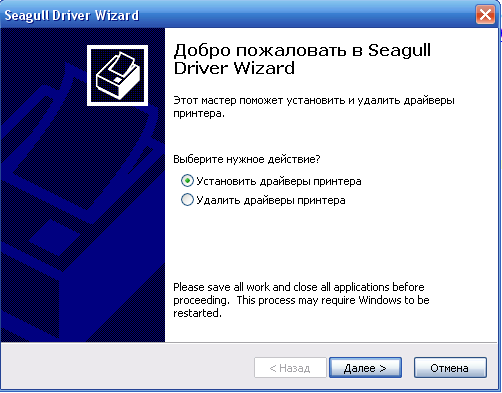 Seagull Driver Wizard
Добро пожаловать в Seagull
Driver Wizard
Этот мастер поможет установить и удалить драйверы
принтера.
Выберите нужное действие?
Установить драйверы принтера
Удалить драйверы принтера
Please save all work and close all applications before
proceeding.  This process may require Windows to be
restarted.
< Назад
Далее >
Отмена